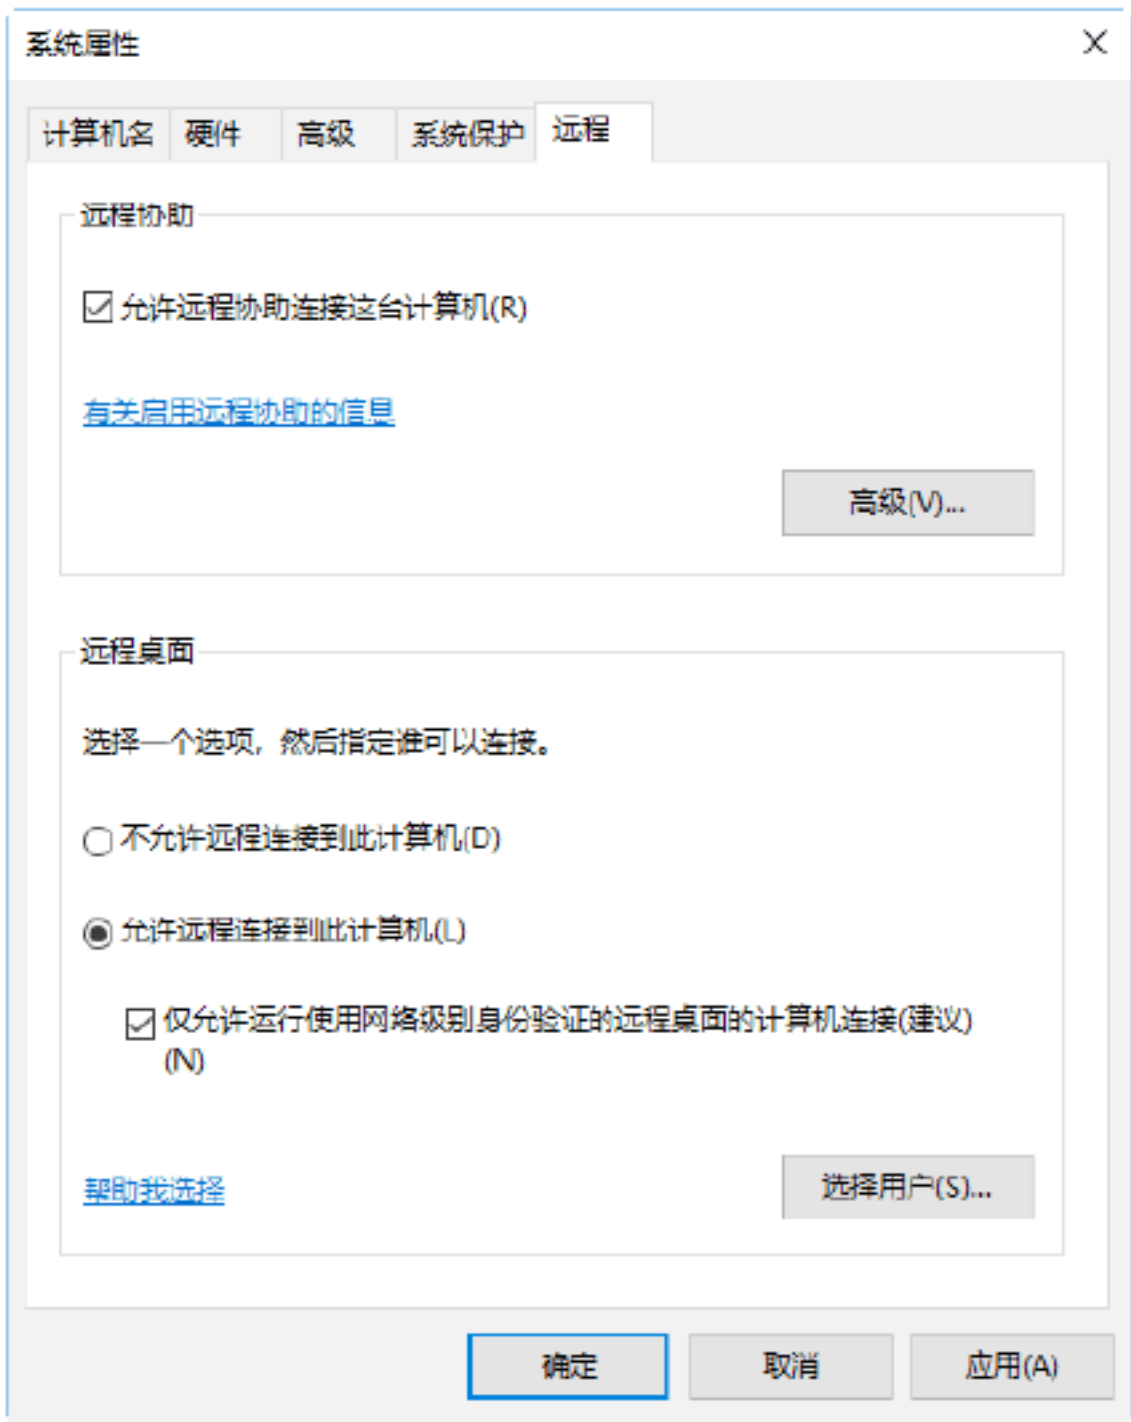 系统属性
计算机名 硬件 高级 系统保护 远程
远程协助
允许远程协助连接这台计算机(R)
有关启用远程协助的信息
高级(V)...
远程桌面
选择一个选项，然后指定谁可以连接。
不允许远程连接到此计算机(D)
允许远程连接到此计算机(L)
仅允许运行使用网络级别身份验证的远程桌面的计算机连接(建议)
(N)
帮助我选择
选择用户(S)...
确定 取消 应用(A)